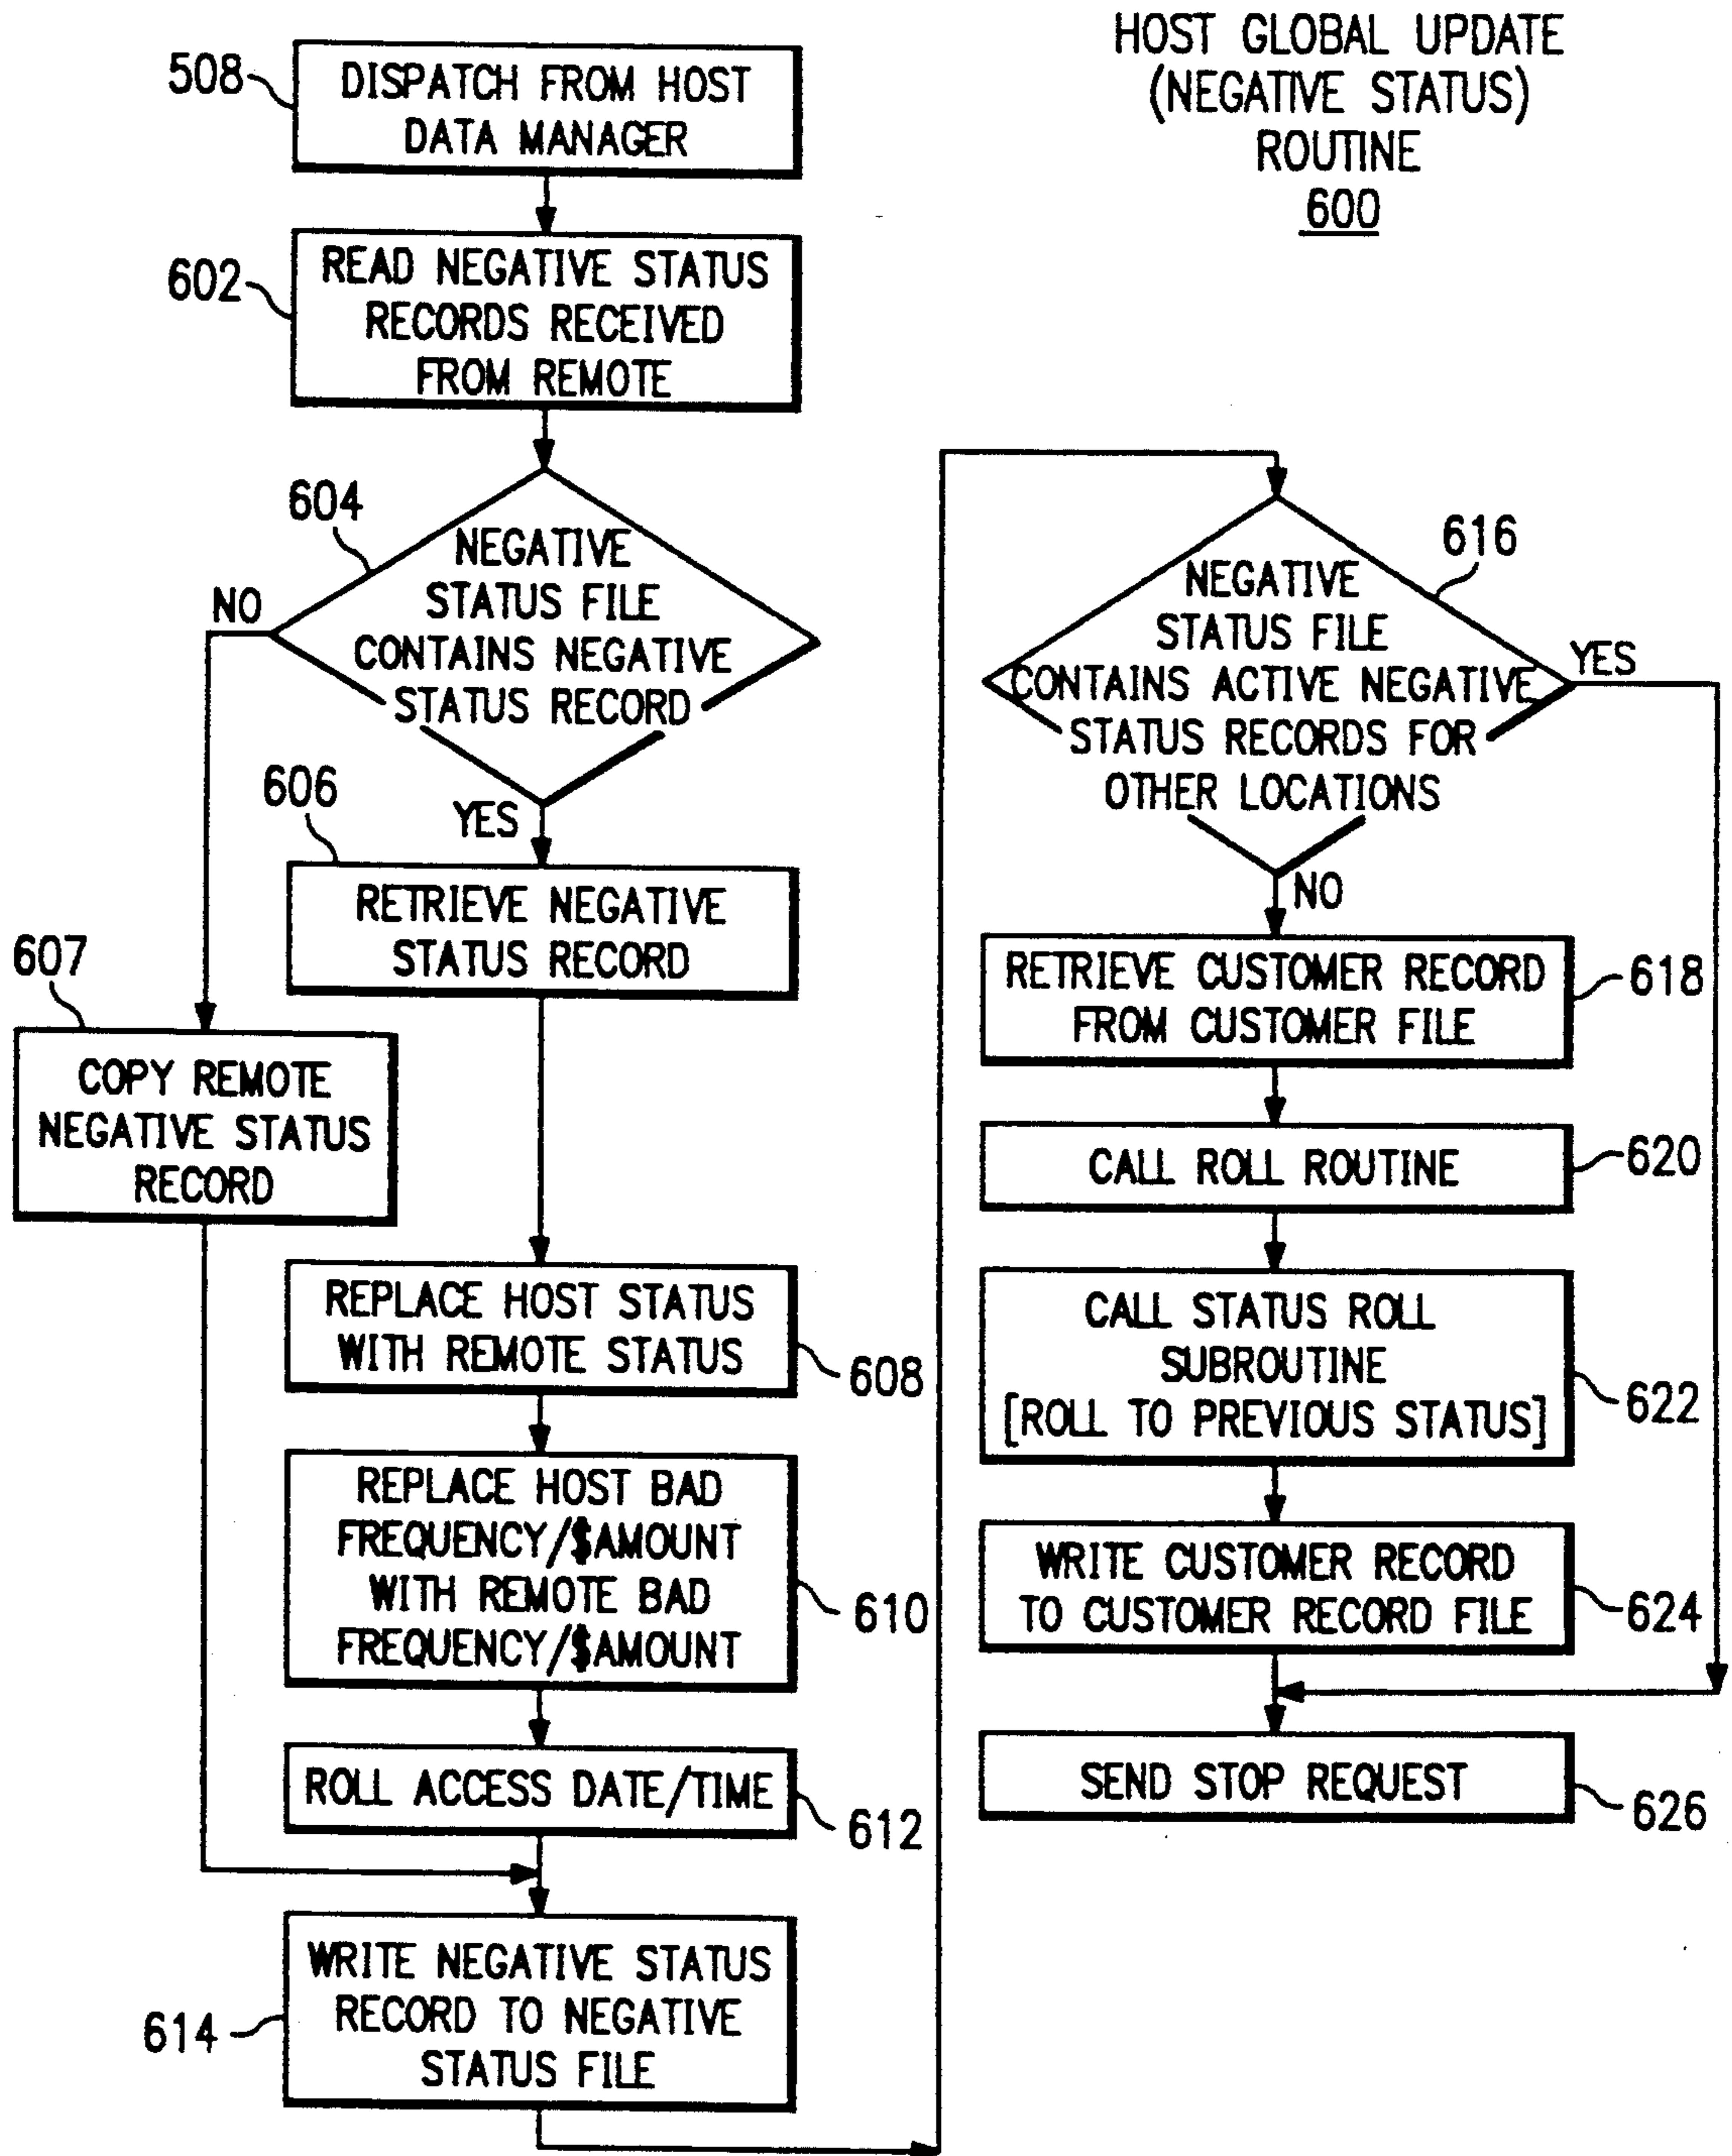 HOST GLOBAL UPDATE
(NEGATIVE STATUS)
ROUTINE
600
508
DISPATCH FROM HOST
DATA MANAGER
602
READ NEGATIVE STATUS
RECORDS RECEIVED
FROM REMOTE
604
NEGATIVE
STATUS FILE
CONTAINS NEGATIVE
STATUS RECORD
NO
YES
606
RETRIEVE NEGATIVE
STATUS RECORD
607
COPY REMOTE
NEGATIVE STATUS
RECORD
REPLACE HOST STATUS
WITH REMOTE STATUS
608
REPLACE HOST BAD
FREQUENCY/$AMOUNT
WITH REMOTE BAD
FREQUENCY/$AMOUNT
610
ROLL ACCESS DATE/TIME
612
614
WRITE NEGATIVE STATUS
RECORD TO NEGATIVE
STATUS FILE
616
NEGATIVE
STATUS FILE
CONTAINS ACTIVE NEGATIVE
STATUS RECORDS FOR
OTHER LOCATIONS
YES
NO
RETRIEVE CUSTOMER RECORD
FROM CUSTOMER FILE
618
CALL ROLL ROUTINE
620
CALL STATUS ROLL
SUBROUTINE
[ROLL TO PREVIOUS STATUS]
622
WRITE CUSTOMER RECORD
TO CUSTOMER RECORD FILE
624
SEND STOP REQUEST
626